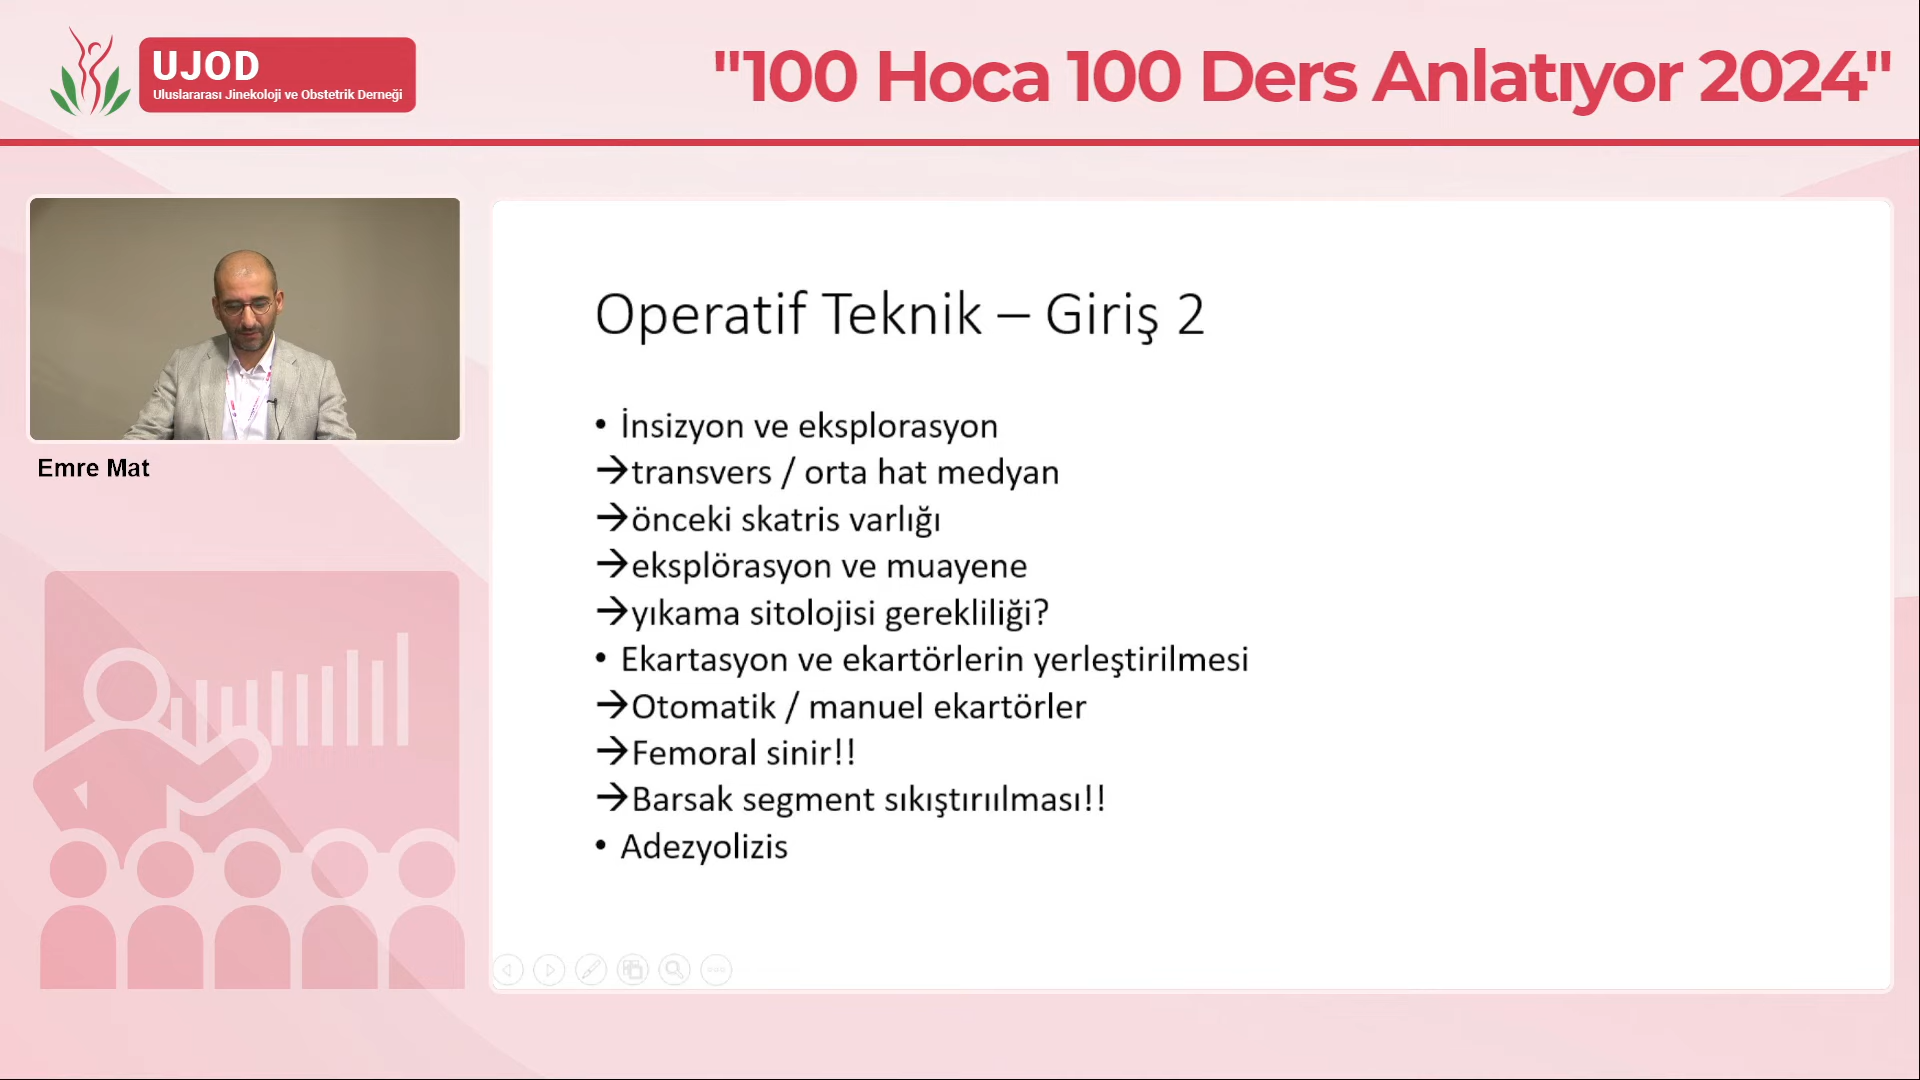 UJOD
Uluslararası Jinekoloji ve Obstetrik Derneği
"100 Hoca 100 Ders Anlatıyor 2024"
Emre Mat
Operatif Teknik – Giriş 2
• İnsizyon ve eksplorasyon
→transvers / orta hat medyan
→önceki skatris varlığı
→eksplörasyon ve muayene
→yıkama sitolojisi gerekliliği?
• Ekartasyon ve ekartörlerin yerleştirilmesi
→Otomatik / manuel ekartörler
→Femoral sinir!!
→Barsak segment sıkıştırıılması!!
• Adezyolizis